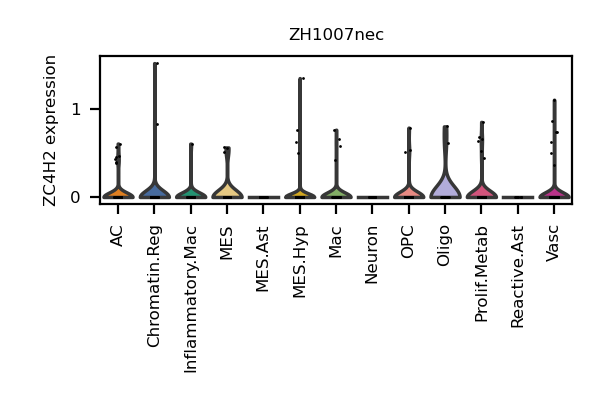 ZH1007nec
ZC4H2 expression
1
0
AC
Chromatin.Reg
Inflammatory.Mac
MES
MES.Ast
MES.Hyp
Mac
Neuron
OPC
Oligo
Prolif.Metab
Reactive.Ast
Vasc